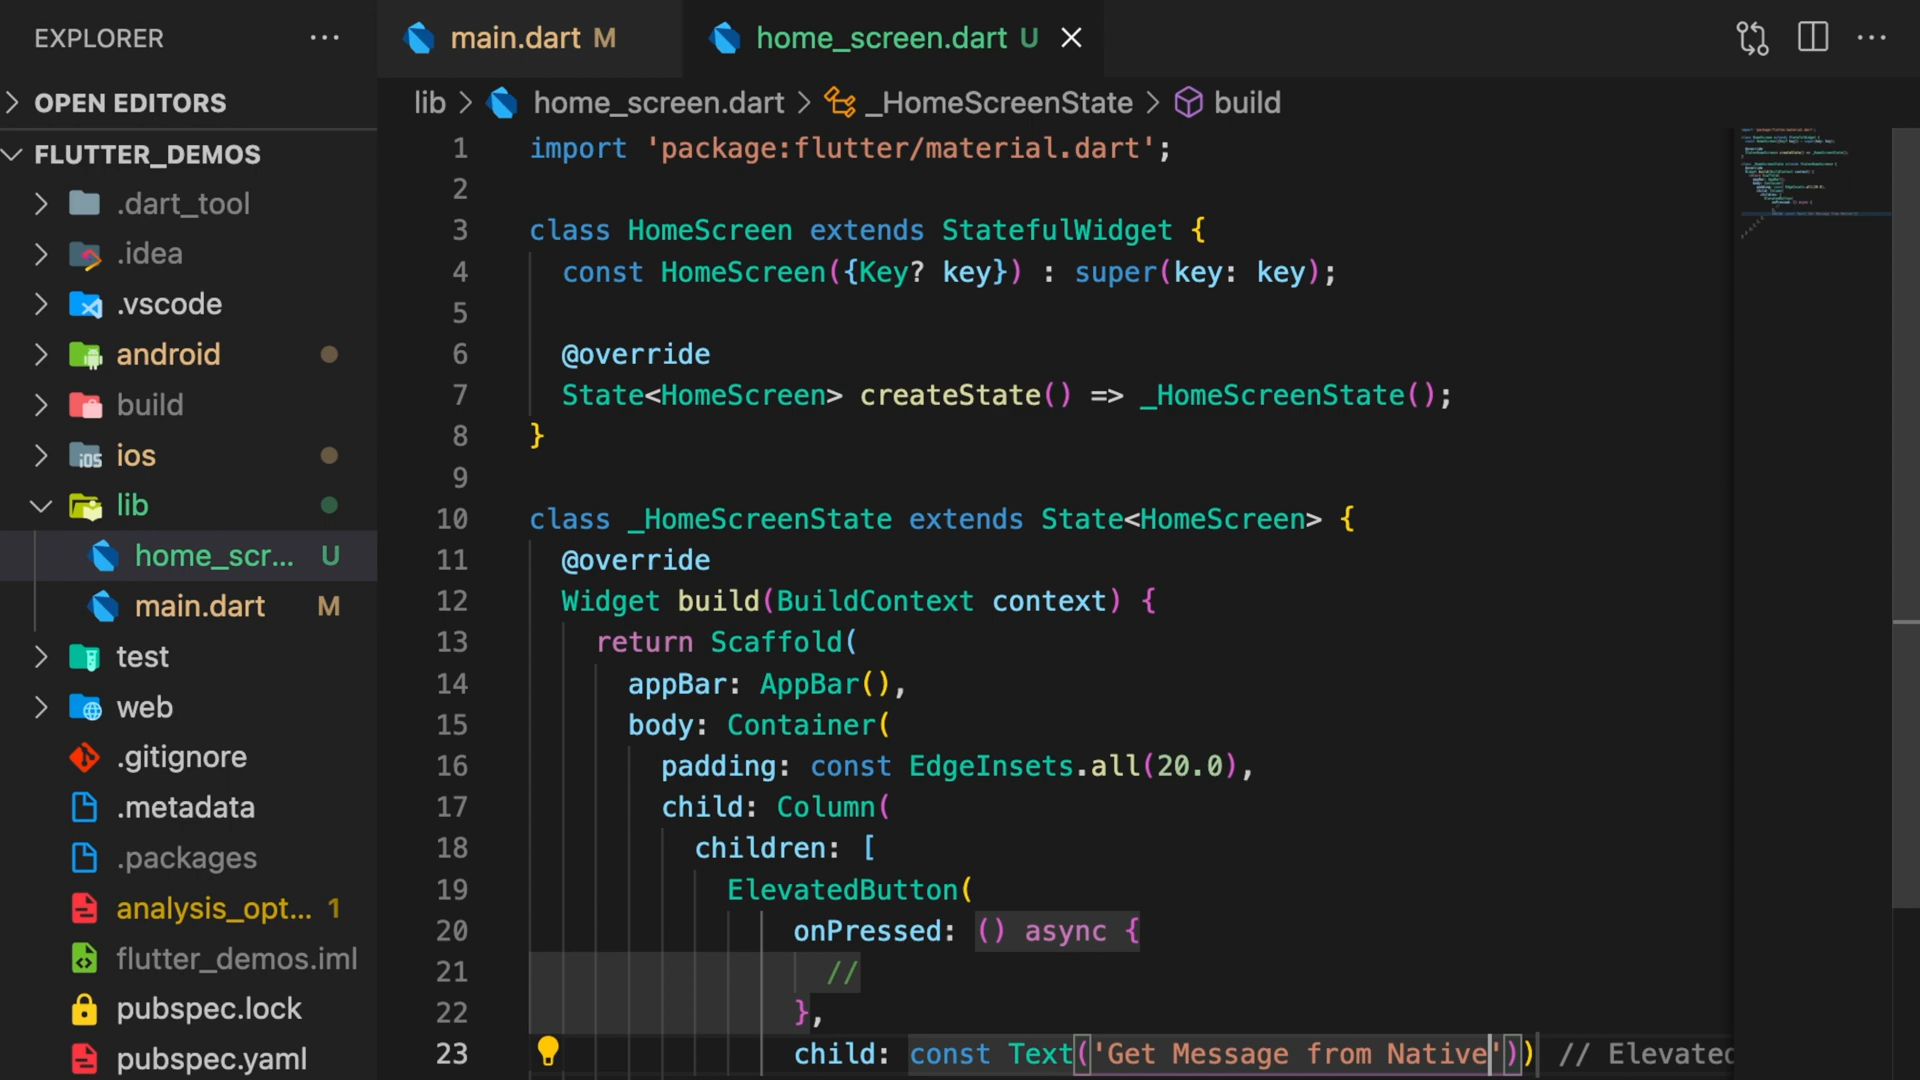 EXPLORER
OPEN EDITORS
FLUTTER_DEMOS
.dart_tool
.idea
.vscode
android
build
ios
lib
home_scr... U
main.dart M
test
web
.gitignore
.metadata
.packages
analysis_opt... 1
flutter_demos.iml
pubspec.lock
pubspec.yaml
main.dart M
home_screen.dart U
lib > home_screen.dart > _HomeScreenState > build
1 import 'package:flutter/material.dart';
2
3 class HomeScreen extends StatefulWidget {
4 const HomeScreen({Key? key}) : super(key: key);
5
6 @override
7 State<HomeScreen> createState() => _HomeScreenState();
8 }
9
10 class _HomeScreenState extends State<HomeScreen> {
11 @override
12 Widget build(BuildContext context) {
13 return Scaffold(
14 appBar: AppBar(),
15 body: Container(
16 padding: const EdgeInsets.all(20.0),
17 child: Column(
18 children: [
19 ElevatedButton(
20 onPressed: () async {
21 //
22 },
23 child: const Text('Get Message from Native')) // Elevated